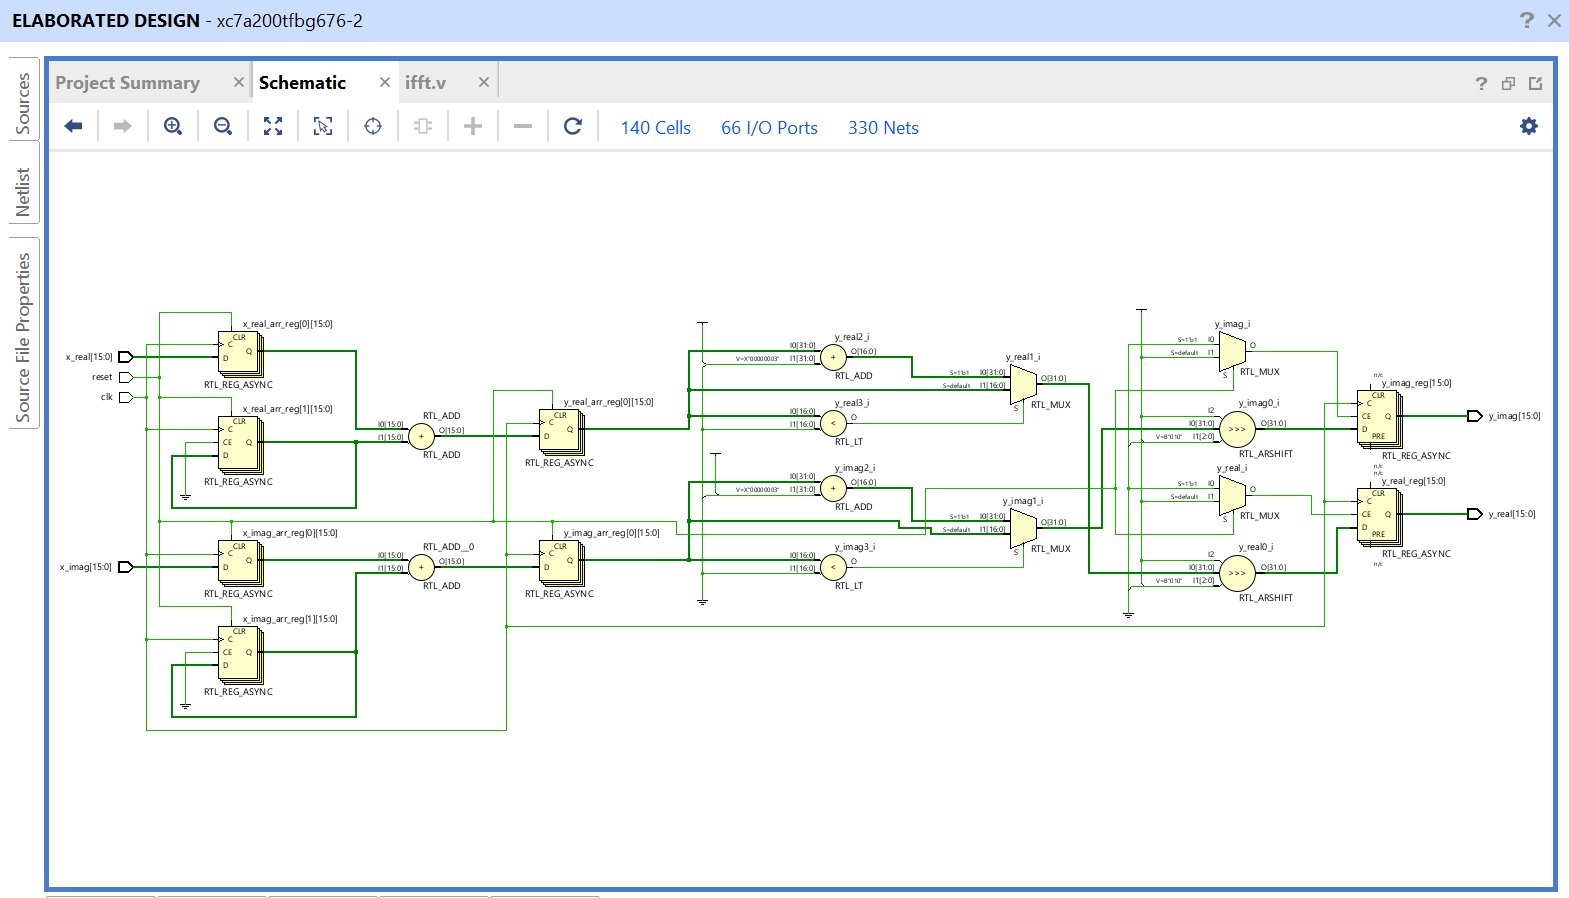 ELABORATED DESIGN - xc7a200tfbg676-2
Sources
Netlist
Source File Properties
Project Summary
Schematic
ifft.v
140 Cells
66 I/O Ports
330 Nets
x_real[15:0]
reset
clk
x_imag[15:0]
x_real_arr_reg[0][15:0]
CLR
C
Q
D
RTL_REG_ASYNC
x_real_arr_reg[1][15:0]
CLR
C
CE
Q
D
RTL_REG_ASYNC
x_imag_arr_reg[0][15:0]
CLR
C
Q
D
RTL_REG_ASYNC
x_imag_arr_reg[1][15:0]
CLR
C
CE
Q
D
RTL_REG_ASYNC
RTL_ADD
I0[15:0]
I1[15:0]
+
O[15:0]
RTL_ADD
RTL_ADD__0
I0[15:0]
I1[15:0]
+
O[15:0]
RTL_ADD
y_real_arr_reg[0][15:0]
CLR
C
Q
D
RTL_REG_ASYNC
y_imag_arr_reg[0][15:0]
CLR
C
Q
D
RTL_REG_ASYNC
y_real2_i
I0[31:0]
V=X"00000003"
I1[31:0]
+
O[16:0]
RTL_ADD
y_real3_i
I0[16:0]
I1[16:0]
<
O
RTL_LT
y_imag2_i
I0[31:0]
V=X"00000003"
I1[31:0]
+
O[16:0]
RTL_ADD
y_imag3_i
I0[16:0]
I1[16:0]
<
O
RTL_LT
y_real1_i
S=1'b1
I0[31:0]
S=default
I1[16:0]
O[31:0]
S
RTL_MUX
y_imag1_i
S=1'b1
I0[31:0]
S=default
I1[16:0]
O[31:0]
S
RTL_MUX
y_imag_i
S=1'b1
I0
S=default
I1
O
S
RTL_MUX
y_imag0_i
I2
I0[31:0]
V=B"010"
I1[2:0]
>>>
O[31:0]
RTL_ARSHIFT
y_real_i
S=1'b1
I0
S=default
I1
O
S
RTL_MUX
y_real0_i
I2
I0[31:0]
V=B"010"
I1[2:0]
>>>
O[31:0]
RTL_ARSHIFT
n/c
y_imag_reg[15:0]
CLR
C
CE
Q
D
PRE
RTL_REG_ASYNC
n/c
n/c
y_real_reg[15:0]
CLR
C
CE
Q
D
PRE
RTL_REG_ASYNC
n/c
y_imag[15:0]
y_real[15:0]